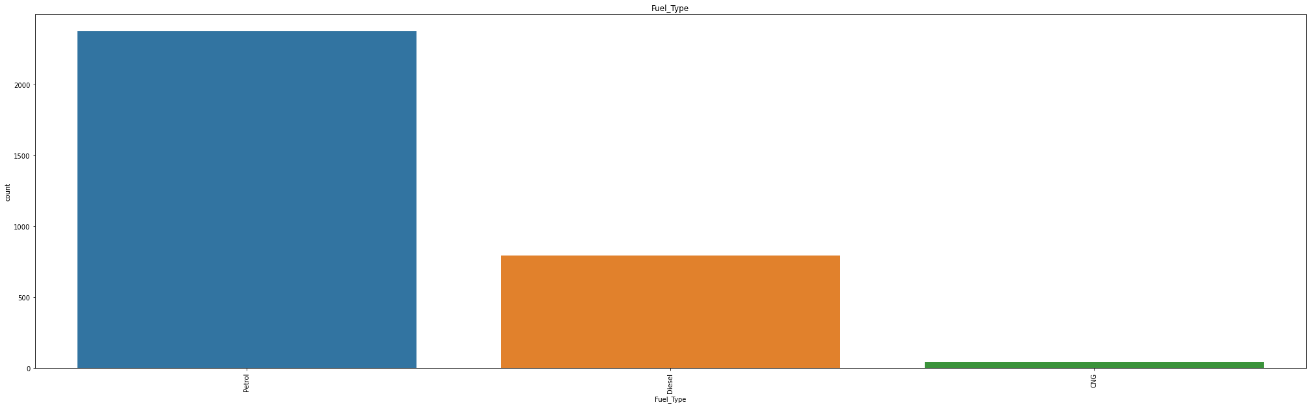 Fuel_Type
2000
1500
1000
500
0
count
Petrol
Diesel
CNG
Fuel_Type